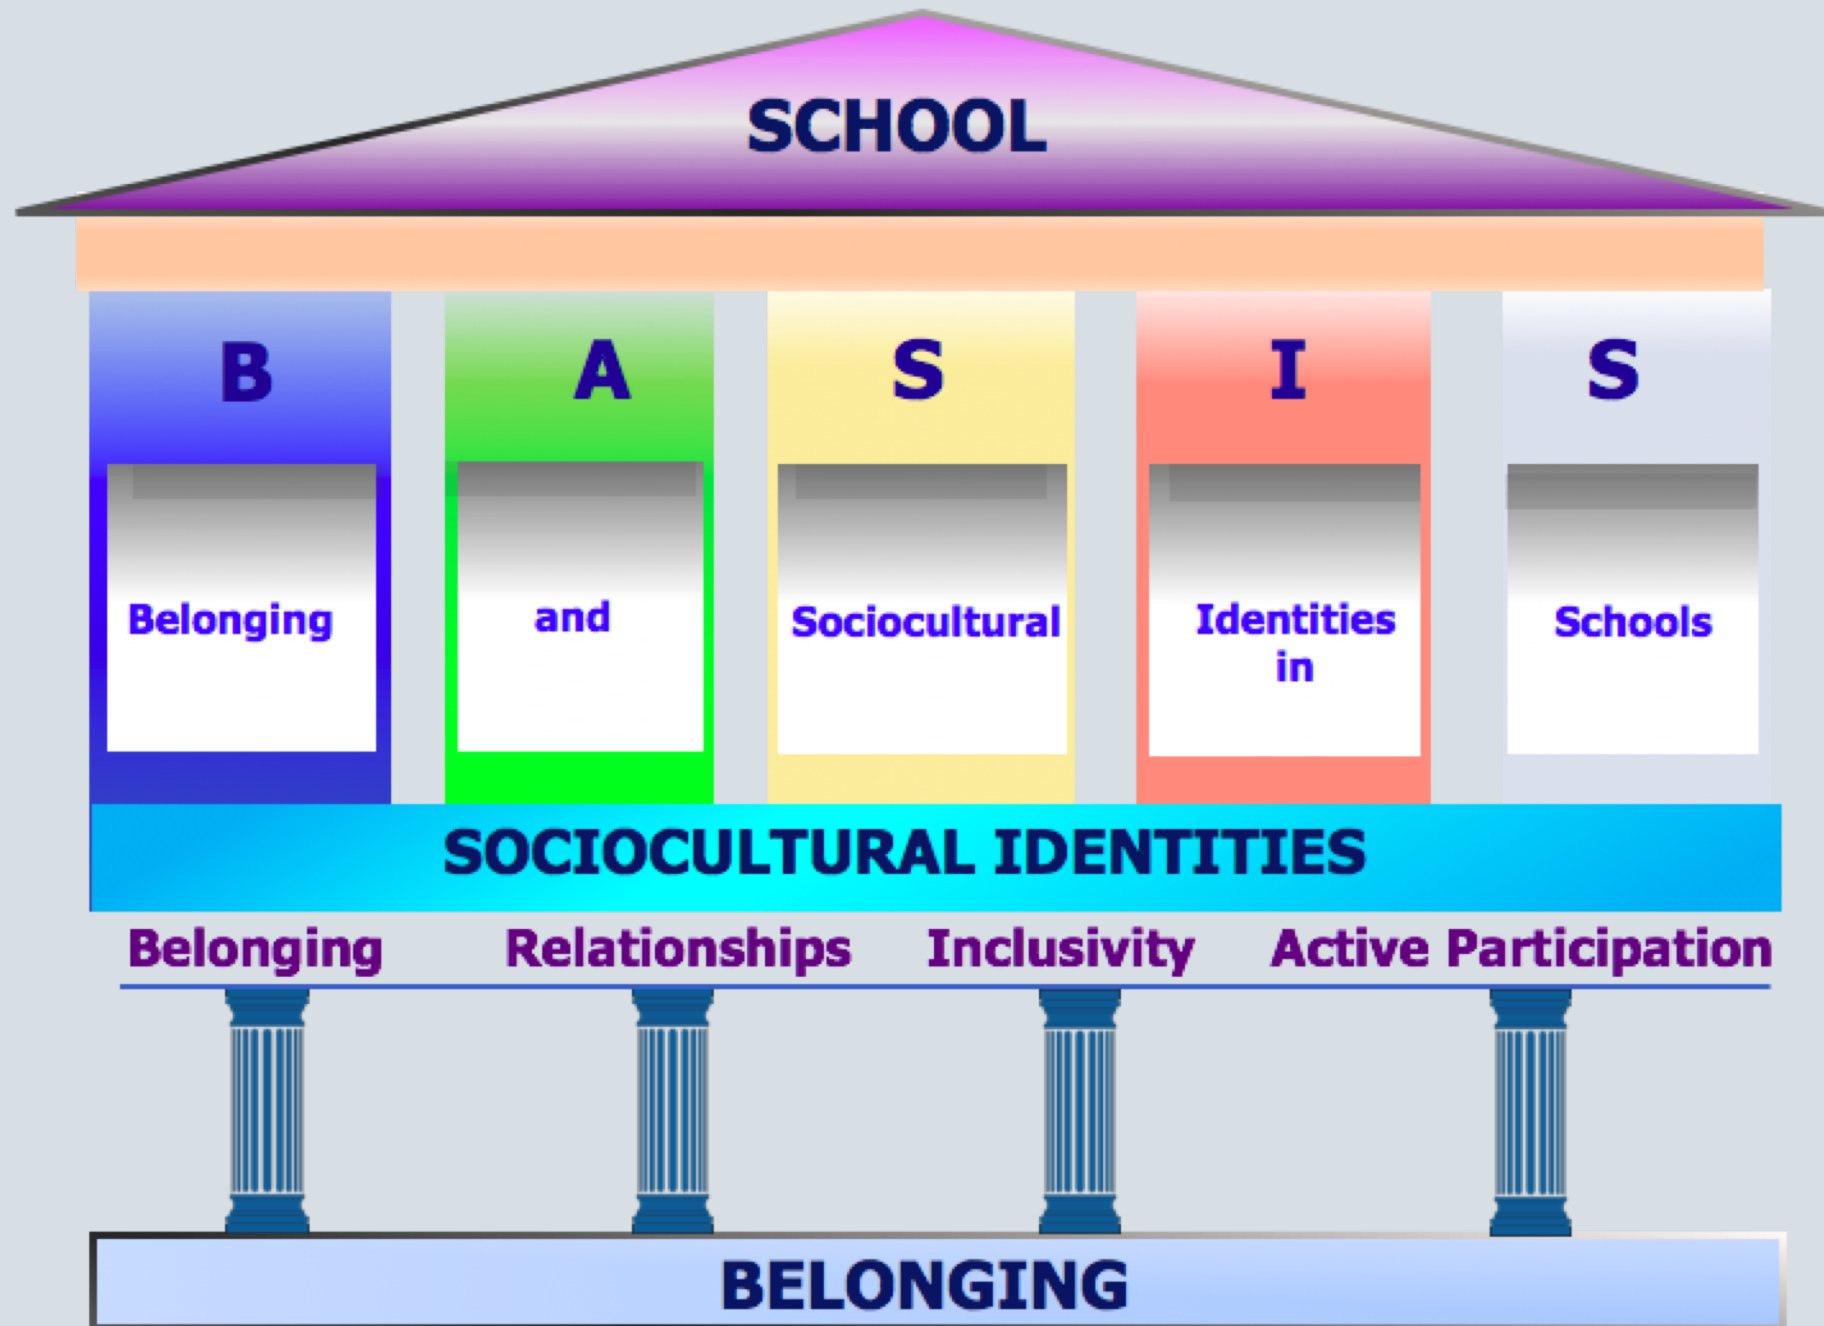 SCHOOL
B A S I S
Belonging and Sociocultural Identities in Schools
SOCIOCULTURAL IDENTITIES
Belonging Relationships Inclusivity Active Participation
BELONGING